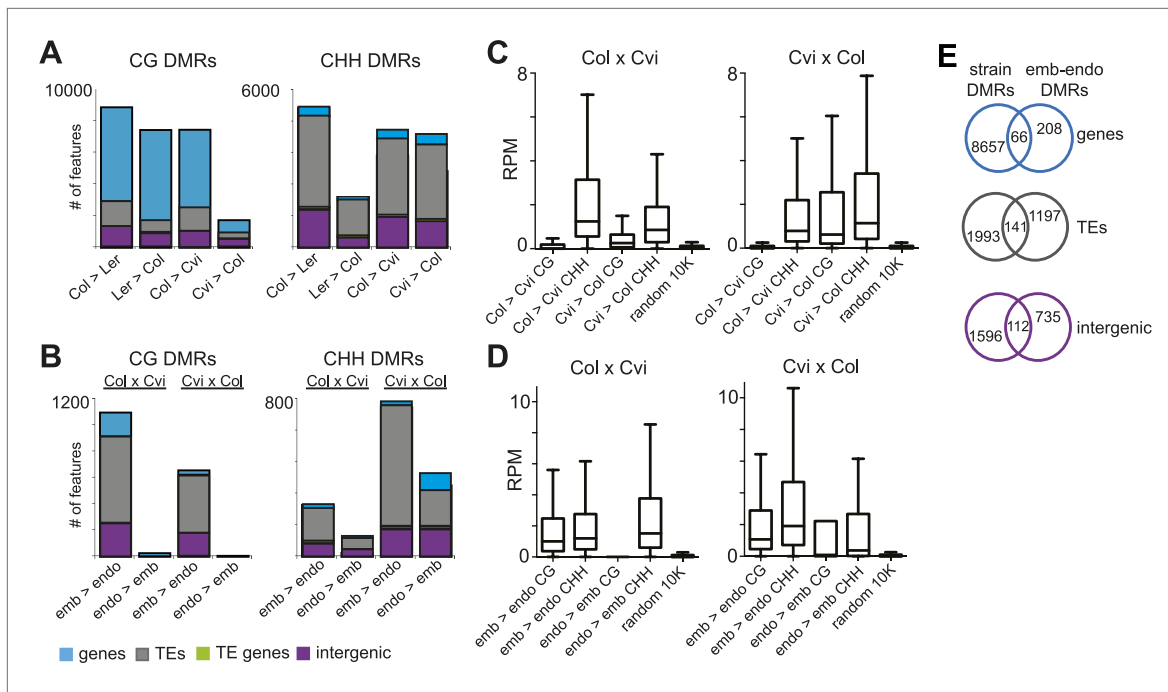 A
CG DMRs
CHH DMRs
10000
# of features
0
Col > Ler
Ler > Col
Col > Cvi
Cvi > Col
6000
0
Col > Ler
Ler > Col
Col > Cvi
Cvi > Col
B
CG DMRs
CHH DMRs
Col x Cvi
Cvi x Col
Col x Cvi
Cvi x Col
1200
# of features
0
emb > endo
endo > emb
emb > endo
endo > emb
800
0
emb > endo
endo > emb
emb > endo
endo > emb
genes
TEs
TE genes
intergenic
C
Col x Cvi
Cvi x Col
8
RPM
0
Col > Cvi CG
Col > Cvi CHH
Cvi > Col CG
Cvi > Col CHH
random 10K
8
0
Col > Cvi CG
Col > Cvi CHH
Cvi > Col CG
Cvi > Col CHH
random 10K
D
Col x Cvi
Cvi x Col
10
RPM
0
emb > endo CG
emb > endo CHH
endo > emb CG
endo > emb CHH
random 10K
10
0
emb > endo CG
emb > endo CHH
endo > emb CG
endo > emb CHH
random 10K
E
strain DMRs
emb-endo DMRs
8657
66
208
genes
1993
141
1197
TEs
1596
112
735
intergenic